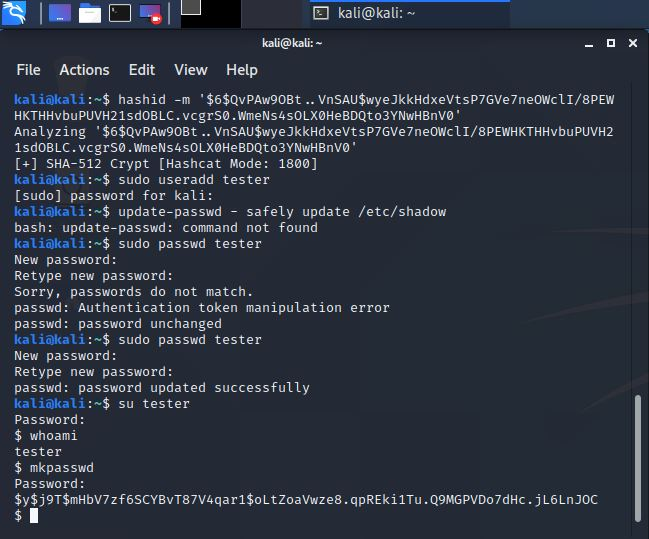 kali@kali: ~
kali@kali: ~
File Actions Edit View Help
kali@kali:~$ hashid -m '$6$QvPAw9OBt..VnSAU$wyeJkkHdxeVtsP7GVe7neOWclI/8PEW
HKTHHvbuPUVH21sdOBLC.vcgrS0.WmeNs4sOLX0HeBDQto3YNwHBnV0'
Analyzing '$6$QvPAw9OBt..VnSAU$wyeJkkHdxeVtsP7GVe7neOWclI/8PEWHKTHHvbuPUVH2
1sdOBLC.vcgrS0.WmeNs4sOLX0HeBDQto3YNwHBnV0'
[+] SHA-512 Crypt [Hashcat Mode: 1800]
kali@kali:~$ sudo useradd tester
[sudo] password for kali:
kali@kali:~$ update-passwd - safely update /etc/shadow
bash: update-passwd: command not found
kali@kali:~$ sudo passwd tester
New password:
Retype new password:
Sorry, passwords do not match.
passwd: Authentication token manipulation error
passwd: password unchanged
kali@kali:~$ sudo passwd tester
New password:
Retype new password:
passwd: password updated successfully
kali@kali:~$ su tester
Password:
$ whoami
tester
$ mkpasswd
Password:
$y$j9T$mHbV7zf6SCYBvT87V4qar1$oLtZoaVwze8.qpREki1Tu.Q9MGPVDo7dHc.jL6LnJOC
$